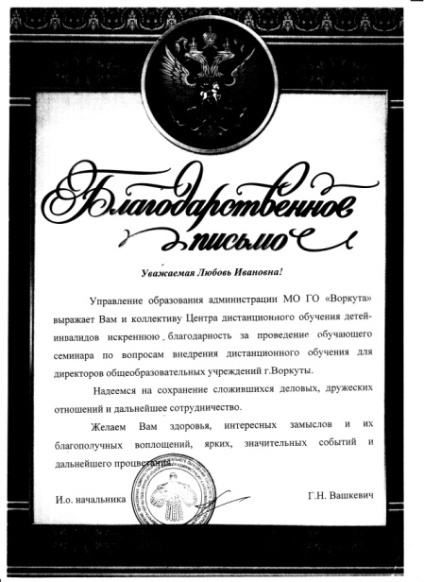 Благодарственное
письмо
Уважаемая Любовь Ивановна!
Управление образования администрации МО ГО «Воркута»
выражает Вам и коллективу Центра дистанционного обучения детей-
инвалидов искреннюю благодарность за проведение обучающего
семинара по вопросам внедрения дистанционного обучения для
директоров общеобразовательных учреждений г.Воркуты.
Надеемся на сохранение сложившихся деловых, дружеских
отношений и дальнейшее сотрудничество.
Желаем Вам здоровья, интересных замыслов и их
благополучных воплощений, ярких, значительных событий и
дальнейшего процветания.
И.о. начальника Г.Н. Вашкевич